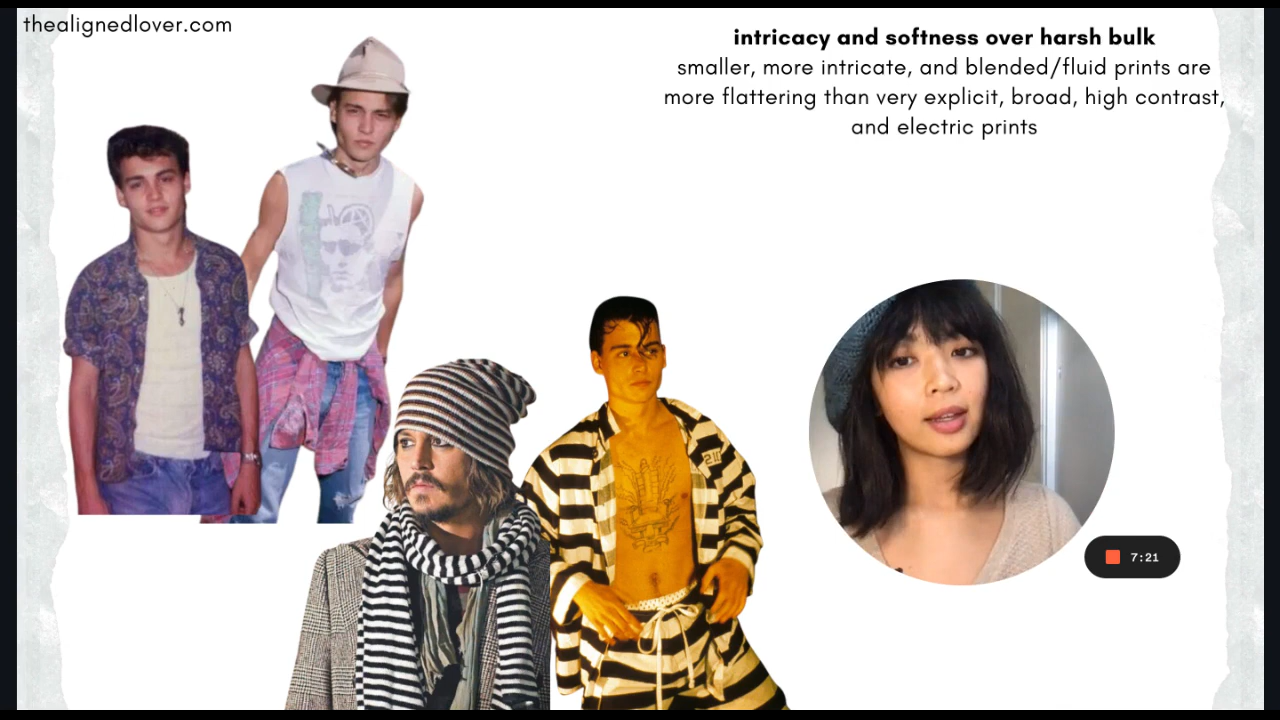 thealignedlover.com
intricacy and softness over harsh bulk
smaller, more intricate, and blended/fluid prints are
more flattering than very explicit, broad, high contrast,
and electric prints
7:21